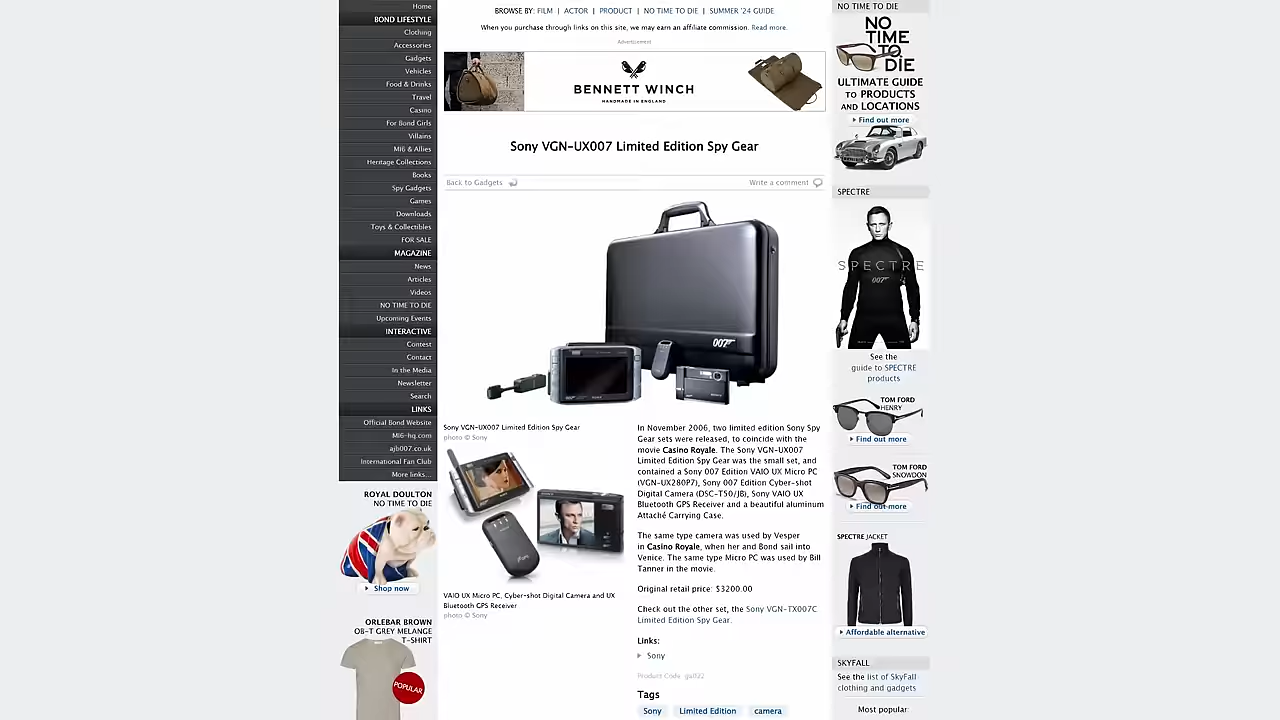 Home
BOND LIFESTYLE
Clothing
Accessories
Gadgets
Vehicles
Food & Drinks
Travel
Casino
For Bond Girls
Villains
MI6 & Allies
Heritage Collections
Books
Spy Gadgets
Games
Downloads
Toys & Collectibles
FOR SALE
MAGAZINE
News
Articles
Videos
NO TIME TO DIE
Upcoming Events
INTERACTIVE
Contest
Contact
In the Media
Newsletter
Search
LINKS
Official Bond Website
MI6-hq.com
ajb007.co.uk
International Fan Club
More links...
ROYAL DOULTON
NO TIME TO DIE
Shop now
ORLEBAR BROWN
OB-T GREY MELANGE
T-SHIRT
POPULAR
BROWSE BY: FILM | ACTOR | PRODUCT | NO TIME TO DIE | SUMMER '24 GUIDE
When you purchase through links on this site, we may earn an affiliate commission. Read more.
Advertisement
BENNETT WINCH
HANDMADE IN ENGLAND
Sony VGN-UX007 Limited Edition Spy Gear
Back to Gadgets
Write a comment
007
Sony VGN-UX007 Limited Edition Spy Gear
photo © Sony
VAIO UX Micro PC, Cyber-shot Digital Camera and UX
Bluetooth GPS Receiver
photo © Sony
In November 2006, two limited edition Sony Spy
Gear sets were released, to coincide with the
movie Casino Royale. The Sony VGN-UX007
Limited Edition Spy Gear was the small set, and
contained a Sony 007 Edition VAIO UX Micro PC
(VGN-UX280P7), Sony 007 Edition Cyber-shot
Digital Camera (DSC-T50/JB), Sony VAIO UX
Bluetooth GPS Receiver and a beautiful aluminum
Attaché Carrying Case.
The same type camera was used by Vesper
in Casino Royale, when her and Bond sail into
Venice. The same type Micro PC was used by Bill
Tanner in the movie.
Original retail price: $3200.00
Check out the other set, the Sony VGN-TX007C
Limited Edition Spy Gear.
Links:
Sony
Product Code: gal122
Tags
Sony
Limited Edition
camera
NO TIME TO DIE
NO
TIME
TO
DIE
ULTIMATE GUIDE
TO PRODUCTS
AND LOCATIONS
Find out more
SPECTRE
SPECTRE
007
See the
guide to SPECTRE
products
TOM FORD
HENRY
Find out more
TOM FORD
SNOWDON
Find out more
SPECTRE JACKET
Affordable alternative
SKYFALL
See the list of SkyFall
clothing and gadgets
Most popular: